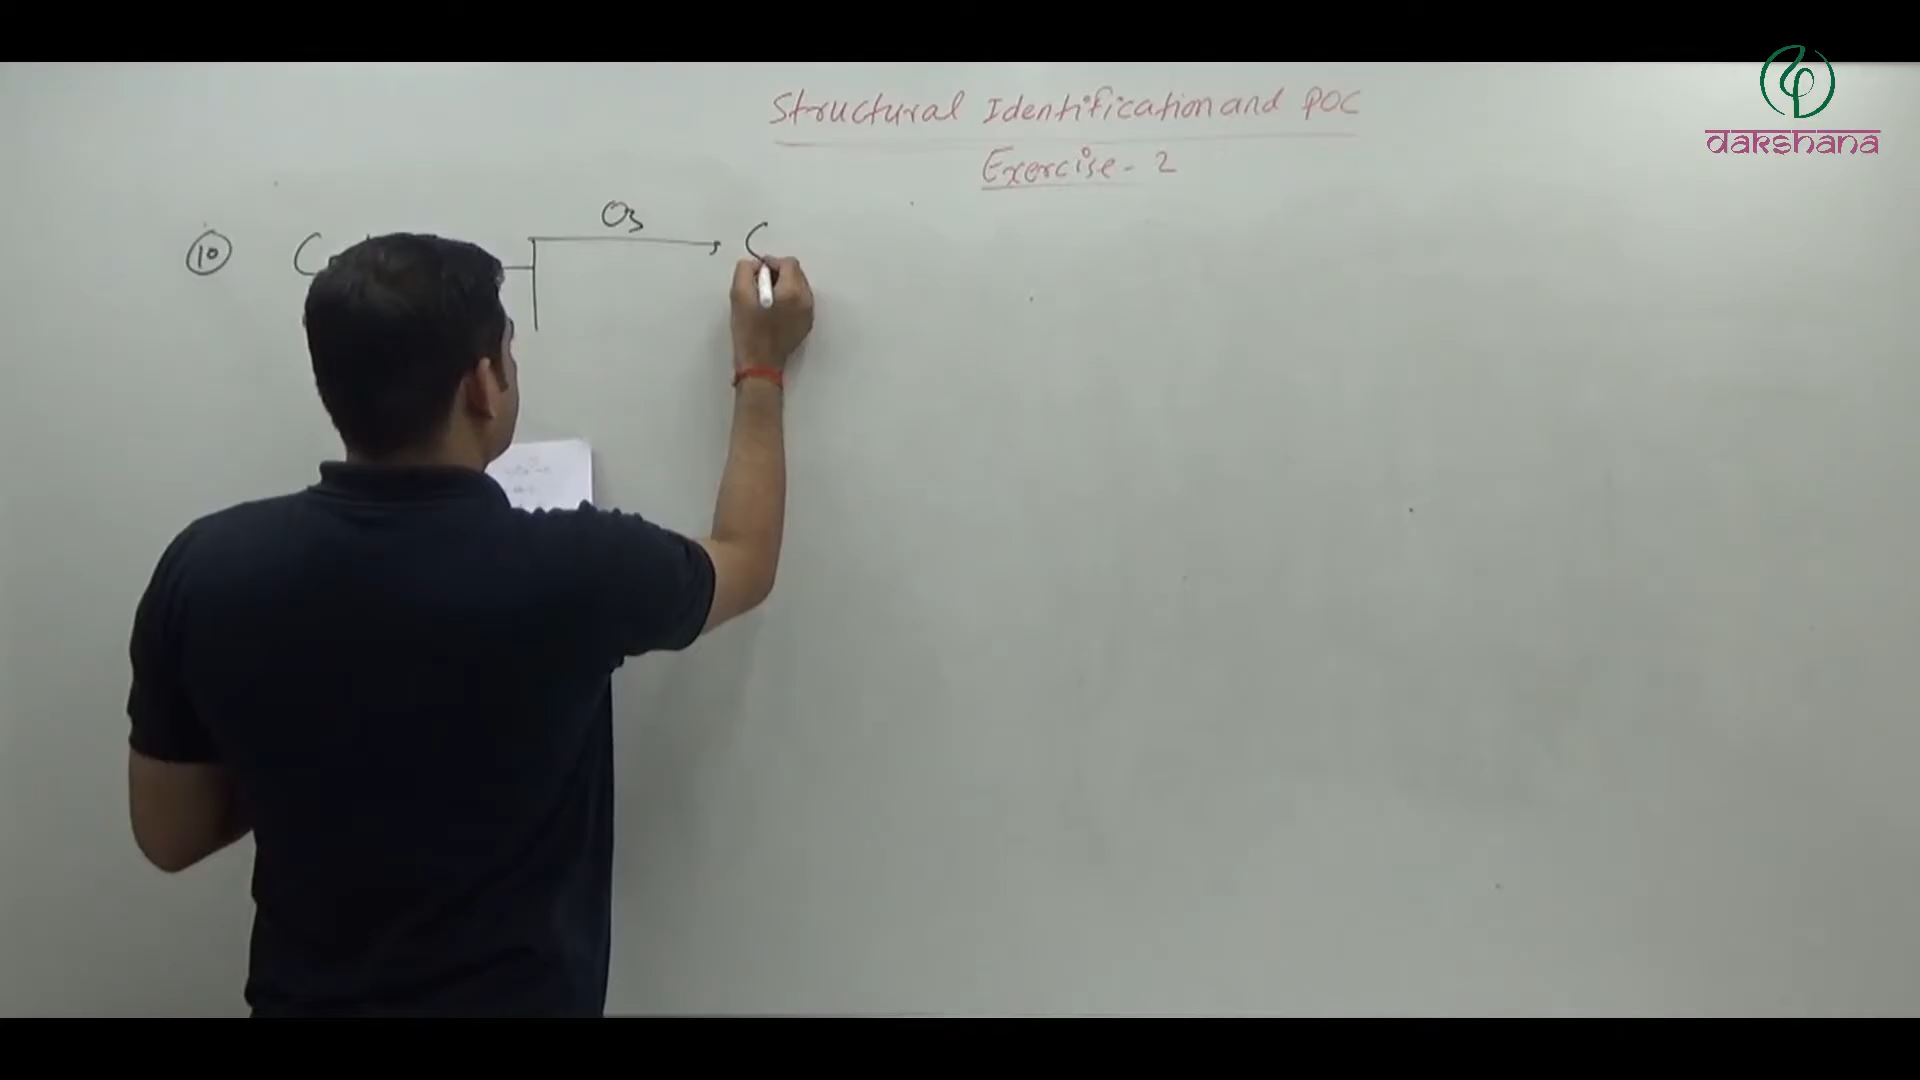 dakshana
Structural Identification and POC
Exercise - 2
10 C O3 C